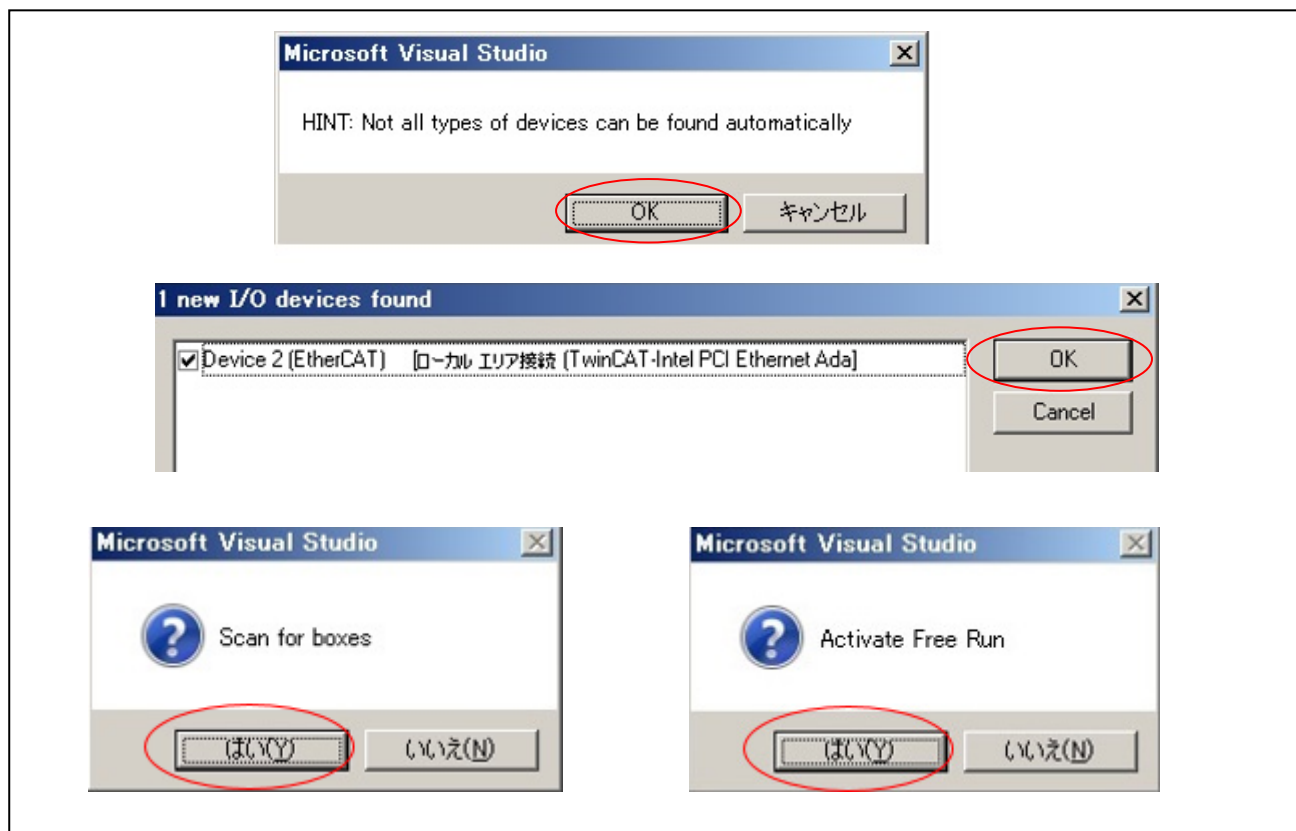 Microsoft Visual Studio
HINT: Not all types of devices can be found automatically
OK キャンセル
1 new I/O devices found
Device 2 (EtherCAT) [ローカル エリア接続 (TwinCAT-Intel PCI Ethernet Ada]
OK
Cancel
Microsoft Visual Studio
Scan for boxes
はい(Y) いいえ(N)
Microsoft Visual Studio
Activate Free Run
はい(Y) いいえ(N)